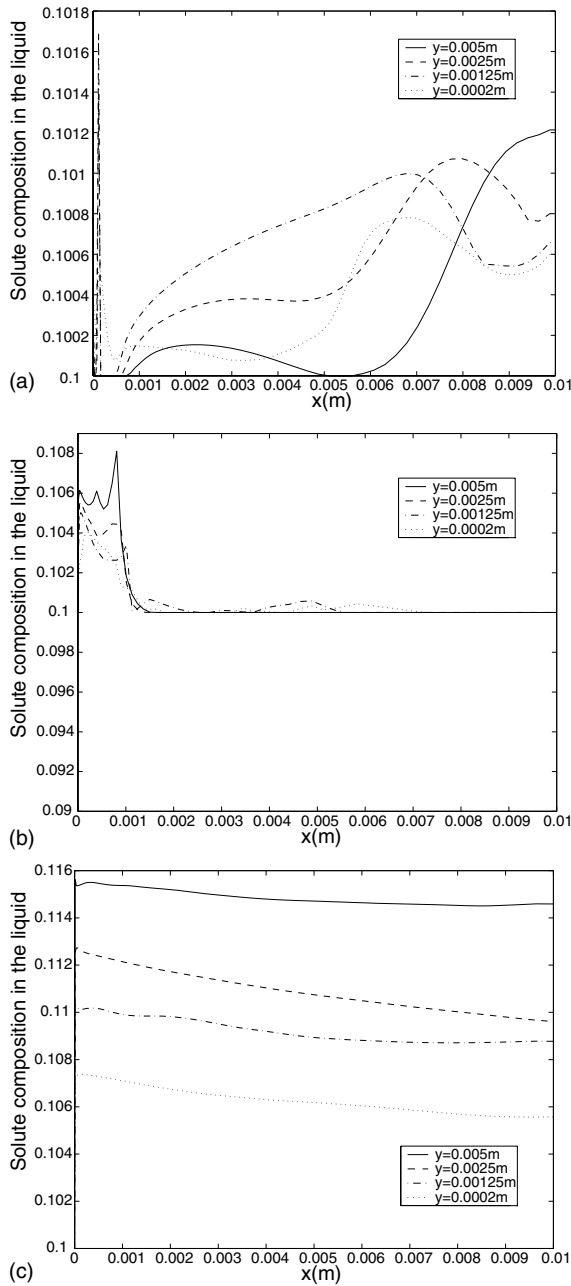 0.1018
0.1016
0.1014
0.1012
0.101
0.1008
0.1006
0.1004
0.1002
0.1
Solute composition in the liquid
y=0.005m
y=0.0025m
y=0.00125m
y=0.0002m
0 0.001 0.002 0.003 0.004 0.005 0.006 0.007 0.008 0.009 0.01
x(m)
(a)
0.108
0.106
0.104
0.102
0.1
0.098
0.096
0.094
0.092
0.09
Solute composition in the liquid
y=0.005m
y=0.0025m
y=0.00125m
y=0.0002m
0 0.001 0.002 0.003 0.004 0.005 0.006 0.007 0.008 0.009 0.01
x(m)
(b)
0.116
0.114
0.112
0.11
0.108
0.106
0.104
0.102
0.1
Solute composition in the liquid
y=0.005m
y=0.0025m
y=0.00125m
y=0.0002m
0 0.001 0.002 0.003 0.004 0.005 0.006 0.007 0.008 0.009 0.01
x(m)
(c)